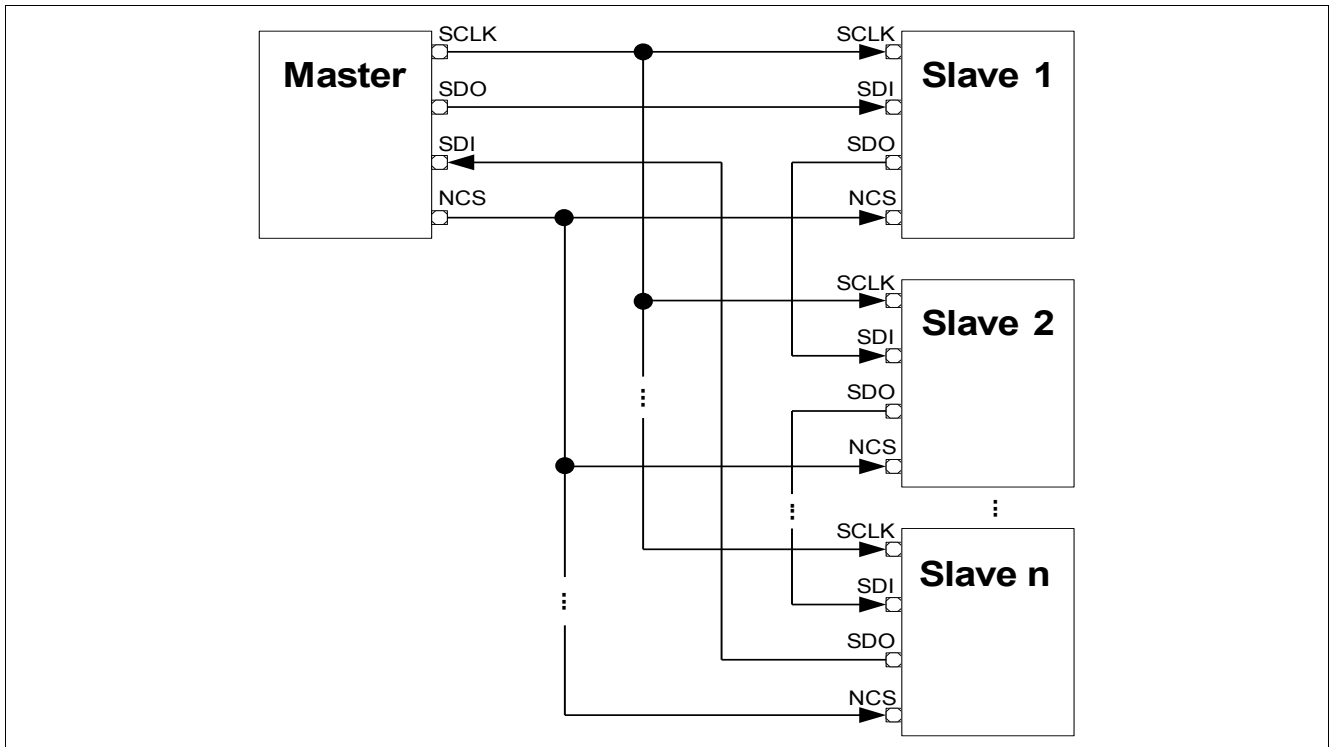 Master
SCLK
SDO
SDI
NCS
SCLK
SDI
SDO
NCS
Slave 1
SCLK
SDI
SDO
NCS
Slave 2
...
...
...
...
SCLK
SDI
SDO
NCS
Slave n